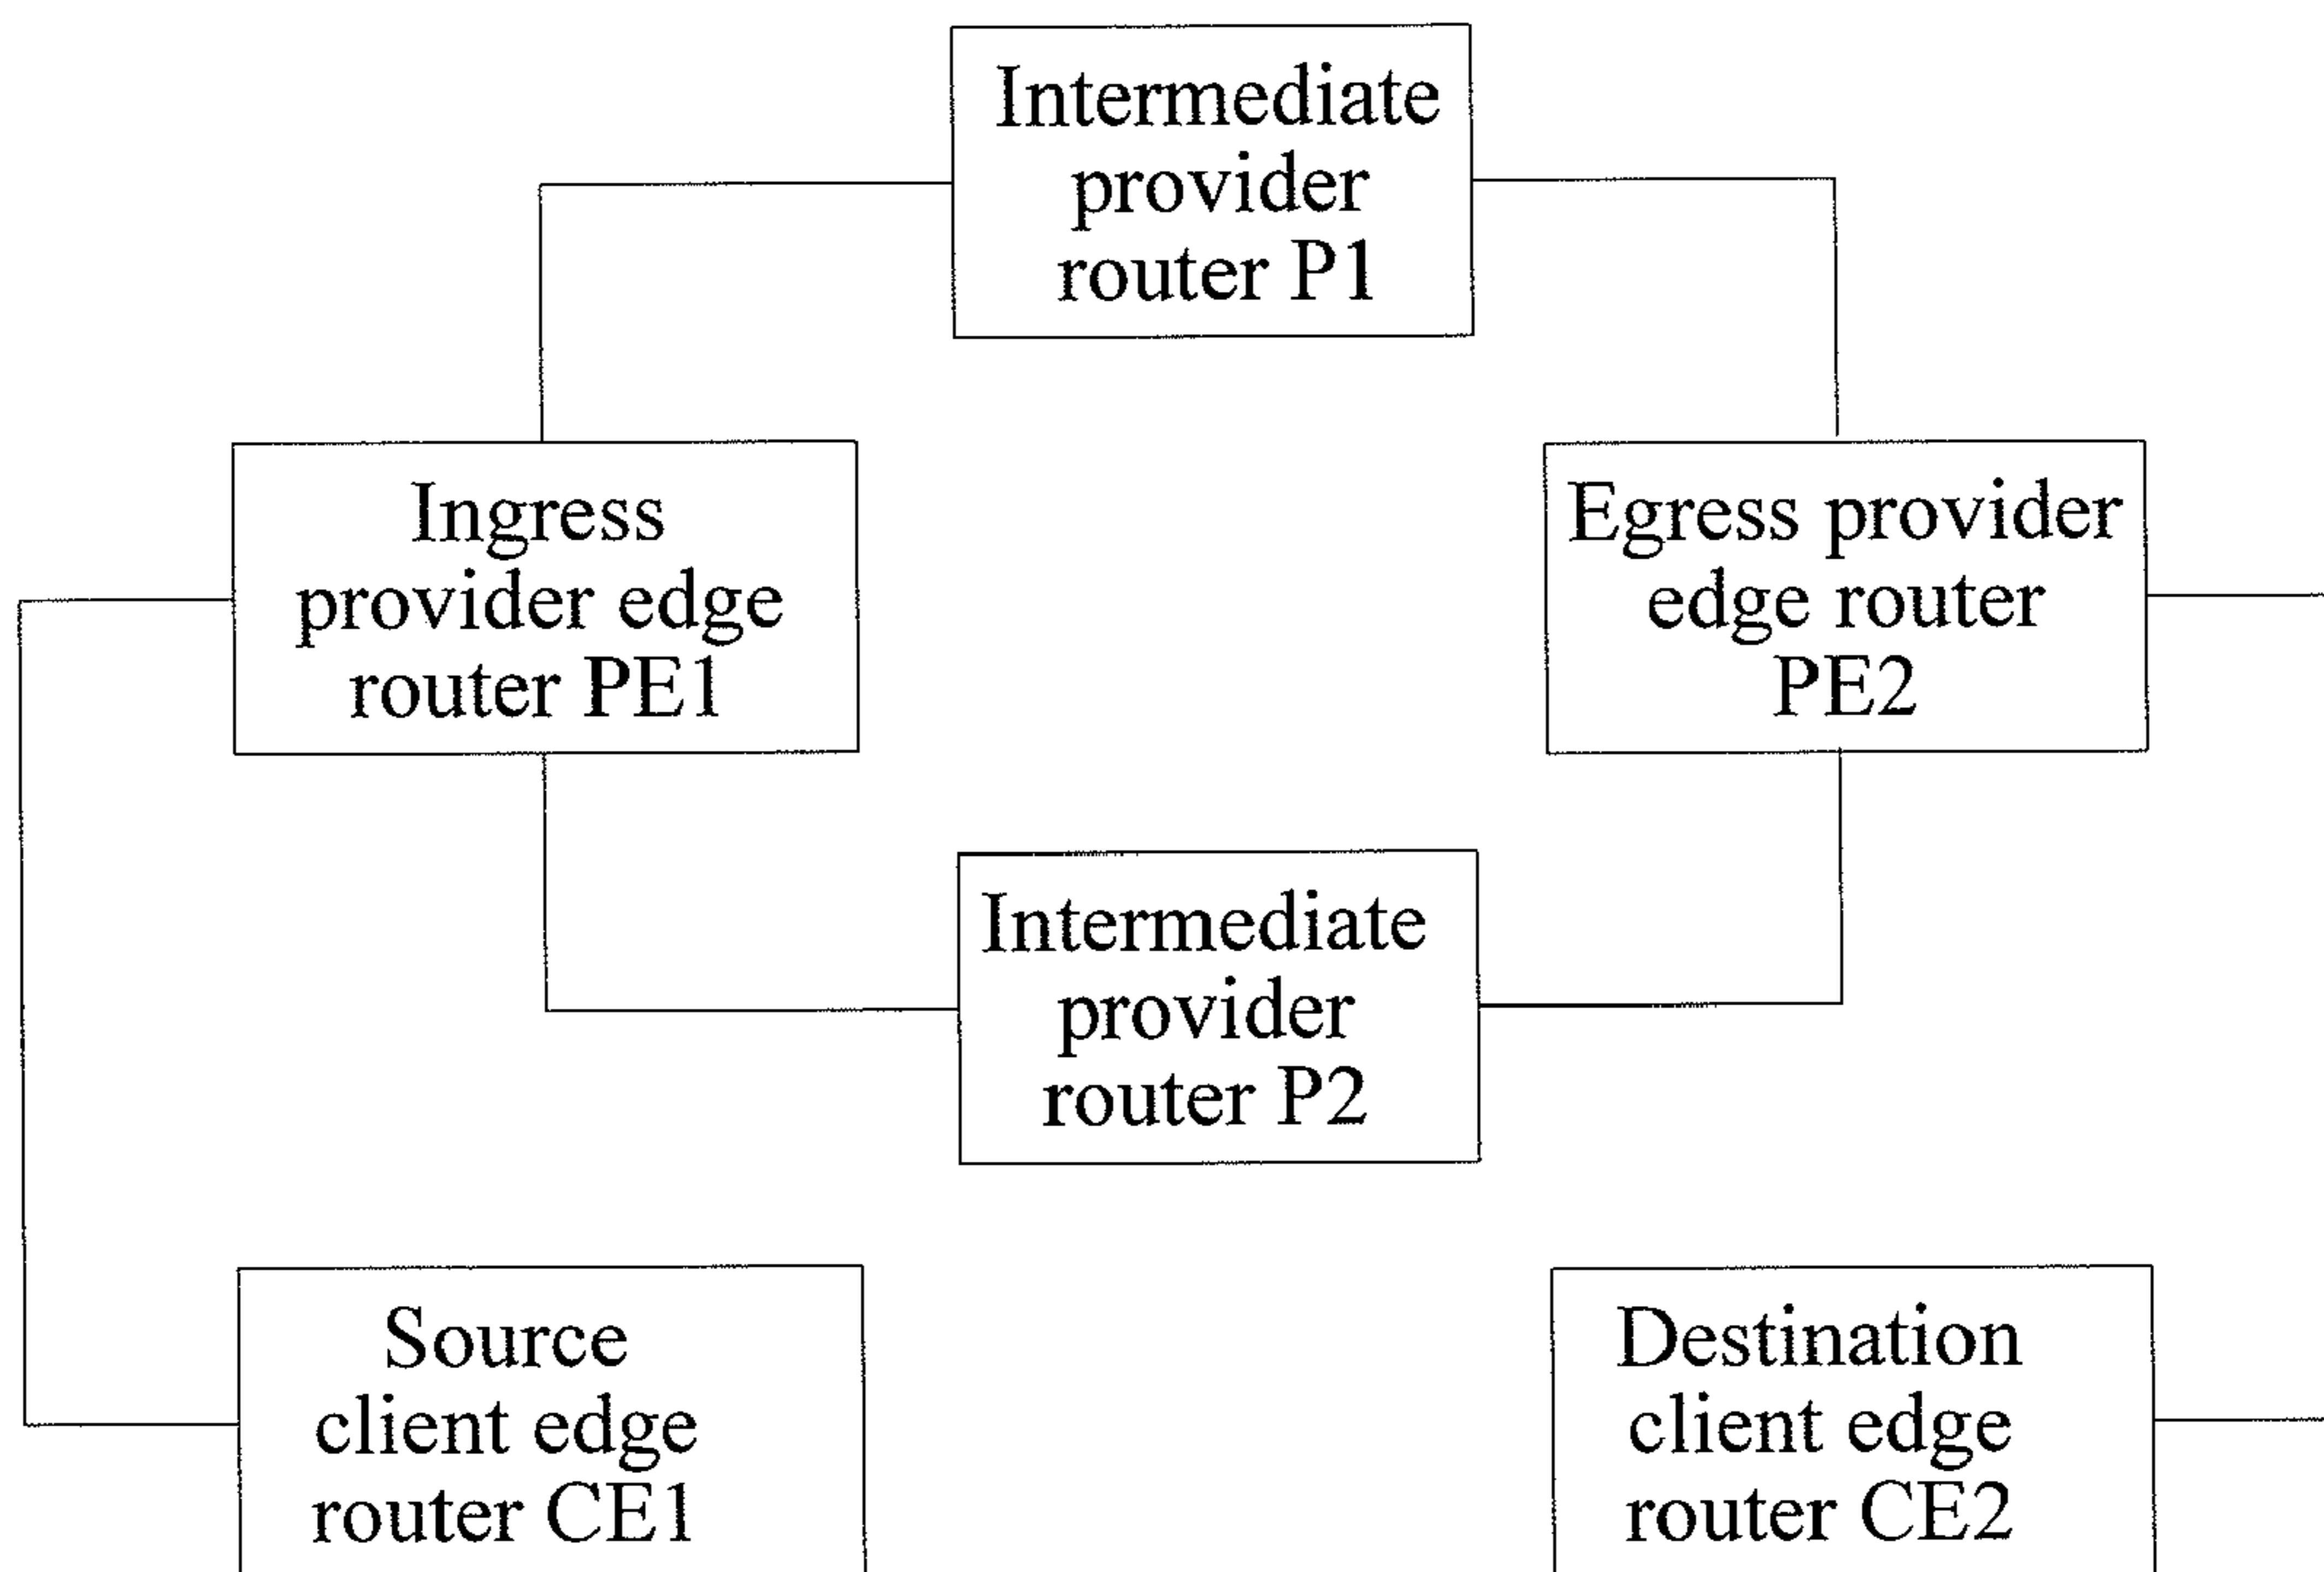 Intermediate
provider
router P1
Ingress
provider edge
router PE1
Egress provider
edge router
PE2
Intermediate
provider
router P2
Source
client edge
router CE1
Destination
client edge
router CE2